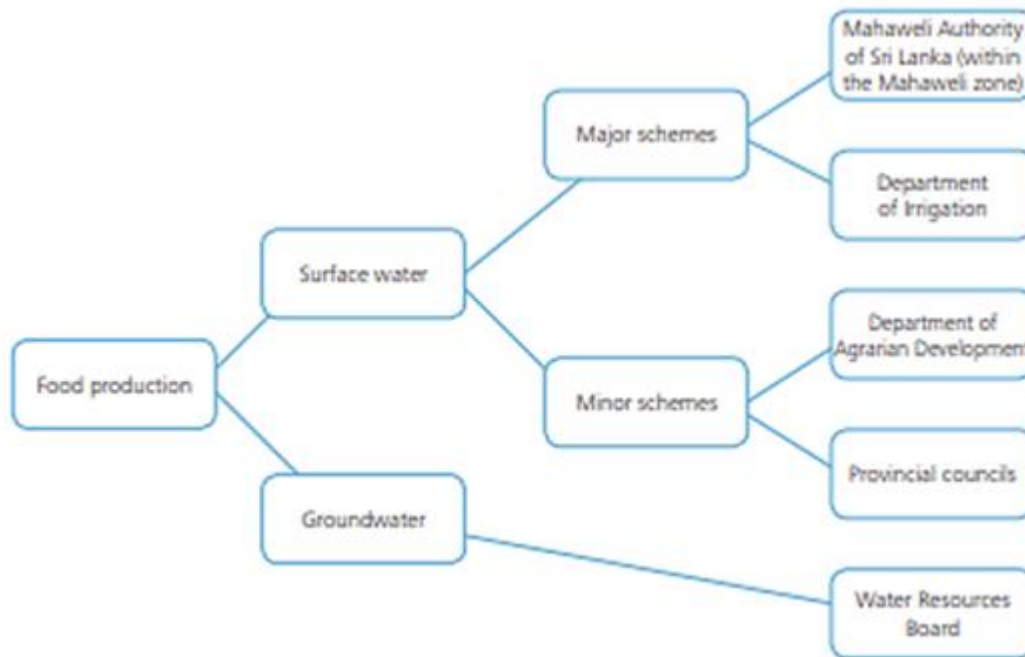 Mahaweli Authority
of Sri Lanka (within
the Mahaweli zone)
Major schemes
Department
of Irrigation
Surface water
Department of
Agrarian Development
Food production
Minor schemes
Provincial councils
Groundwater
Water Resources
Board